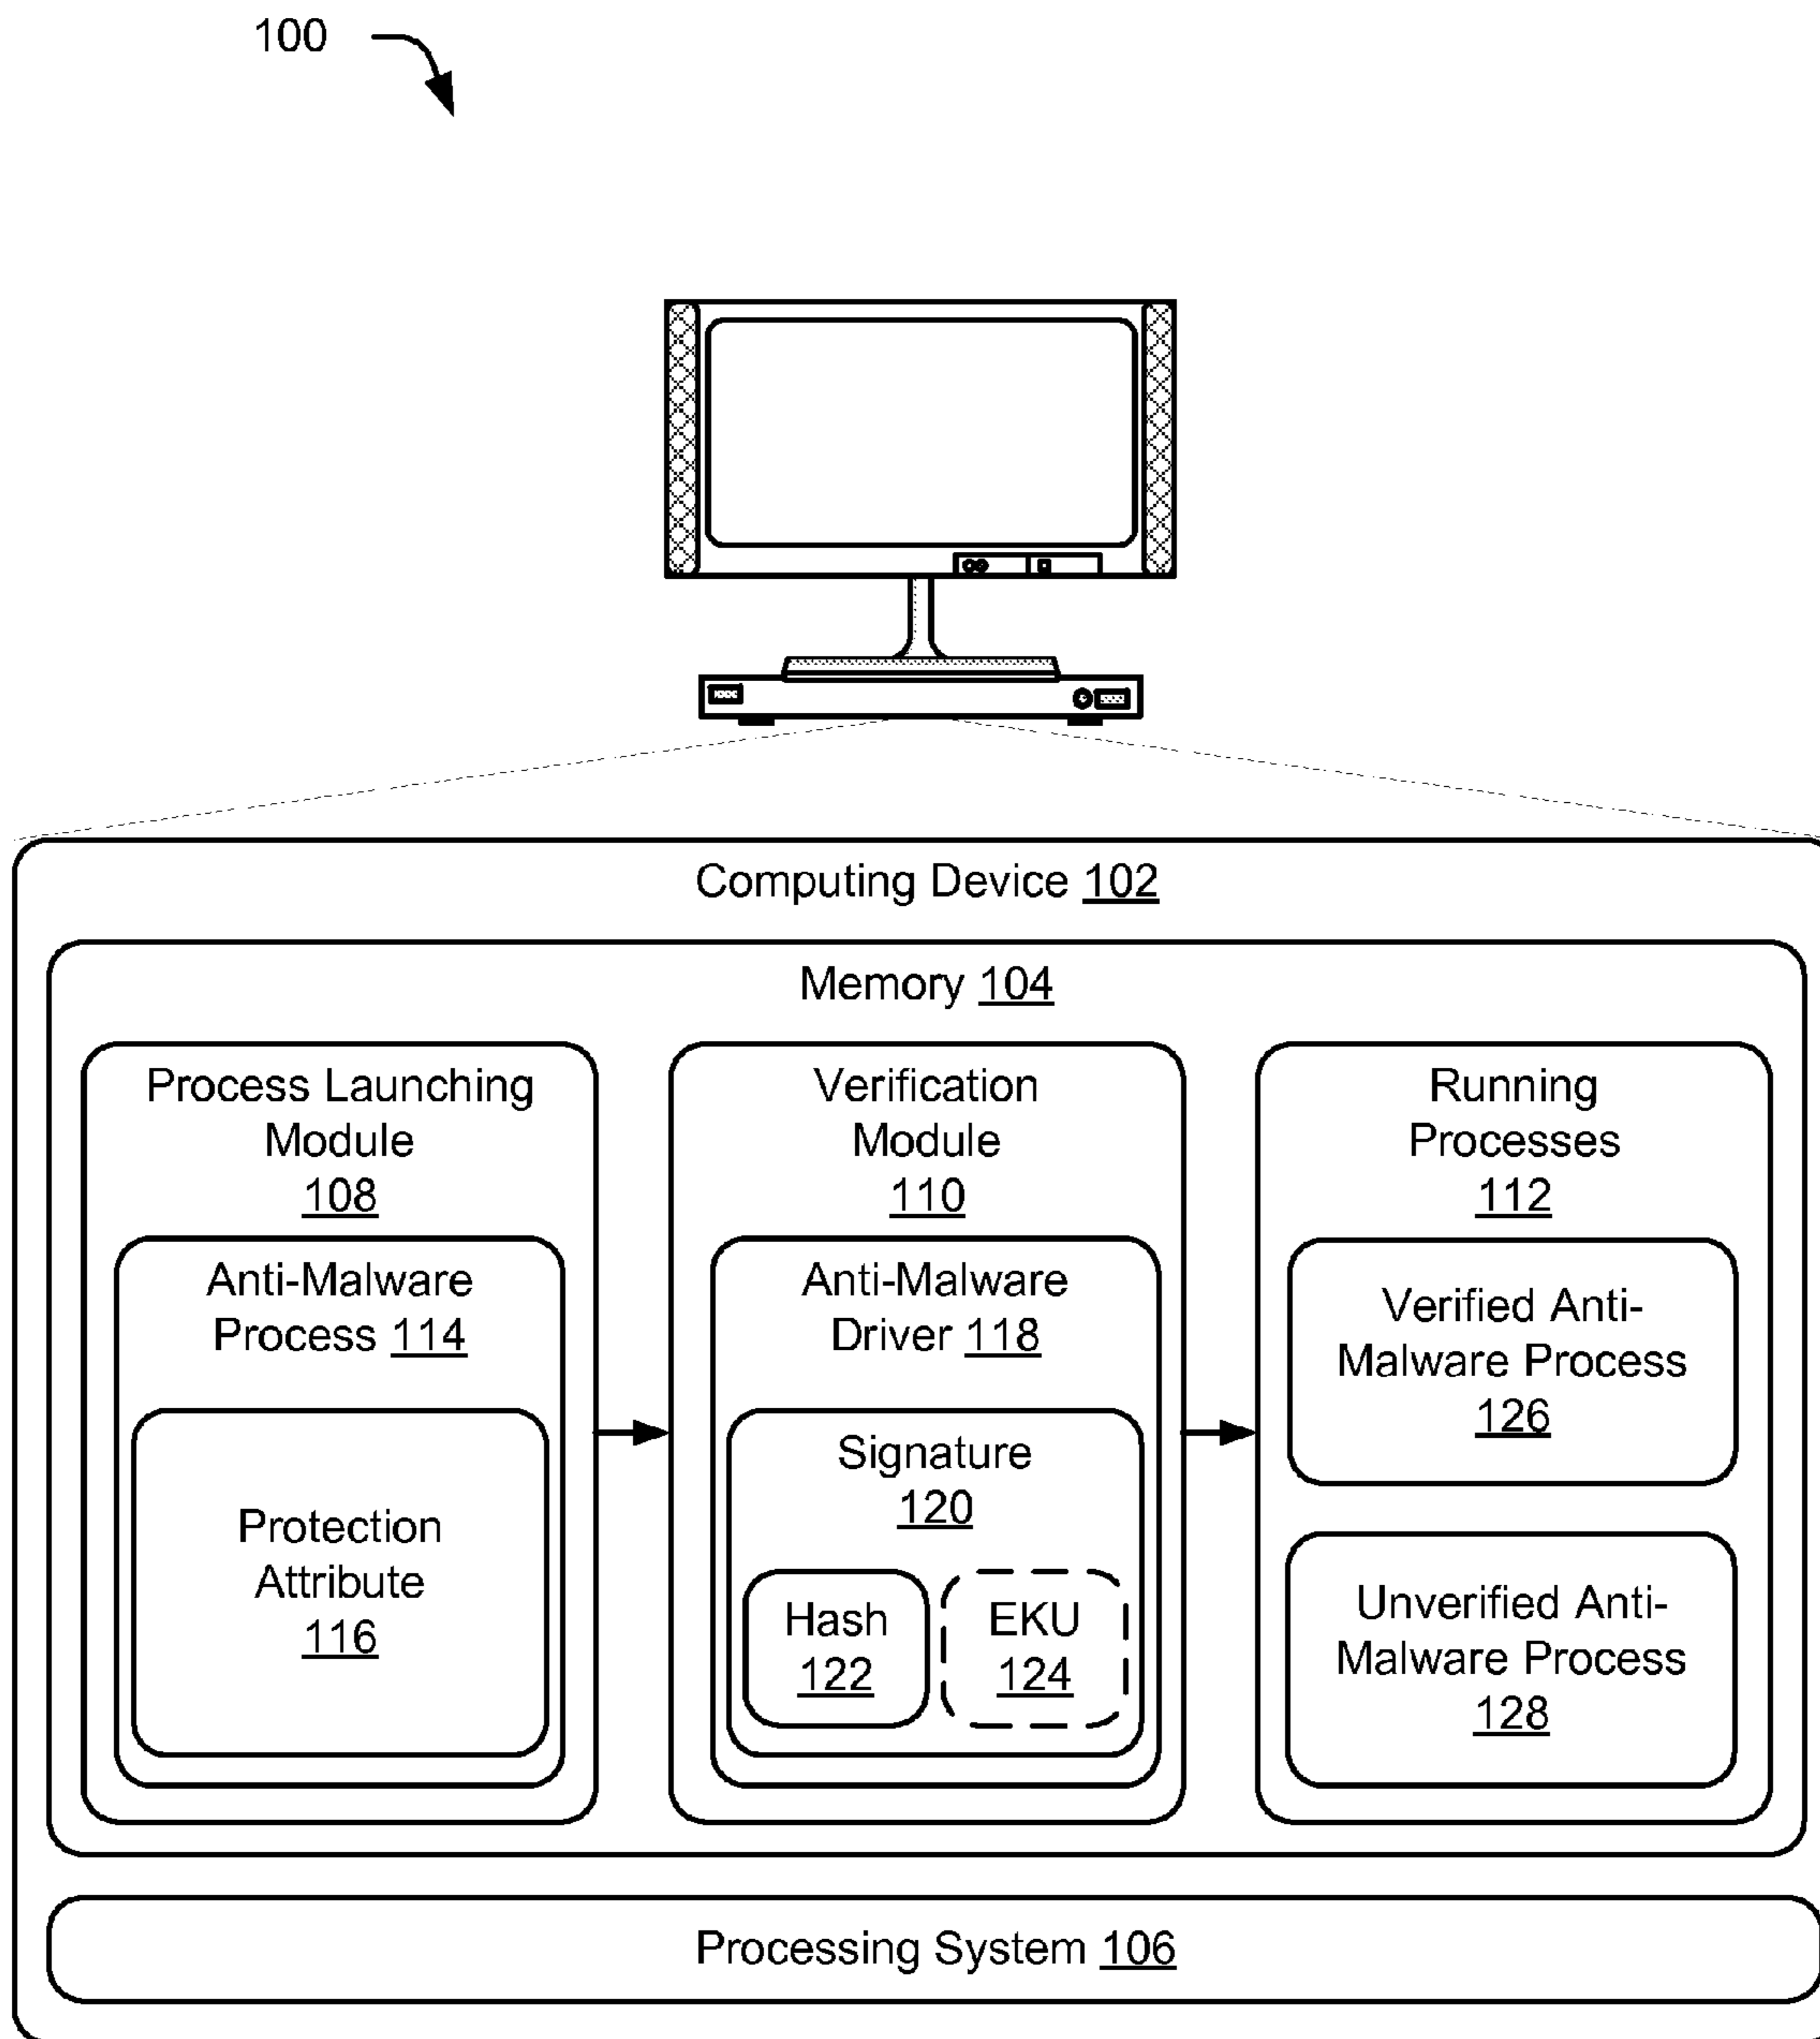 100
Computing Device 102
Memory 104
Process Launching
Module
108
Anti-Malware
Process 114
Protection
Attribute
116
Verification
Module
110
Anti-Malware
Driver 118
Signature
120
Hash
122
EKU
124
Running
Processes
112
Verified Anti-
Malware Process
126
Unverified Anti-
Malware Process
128
Processing System 106